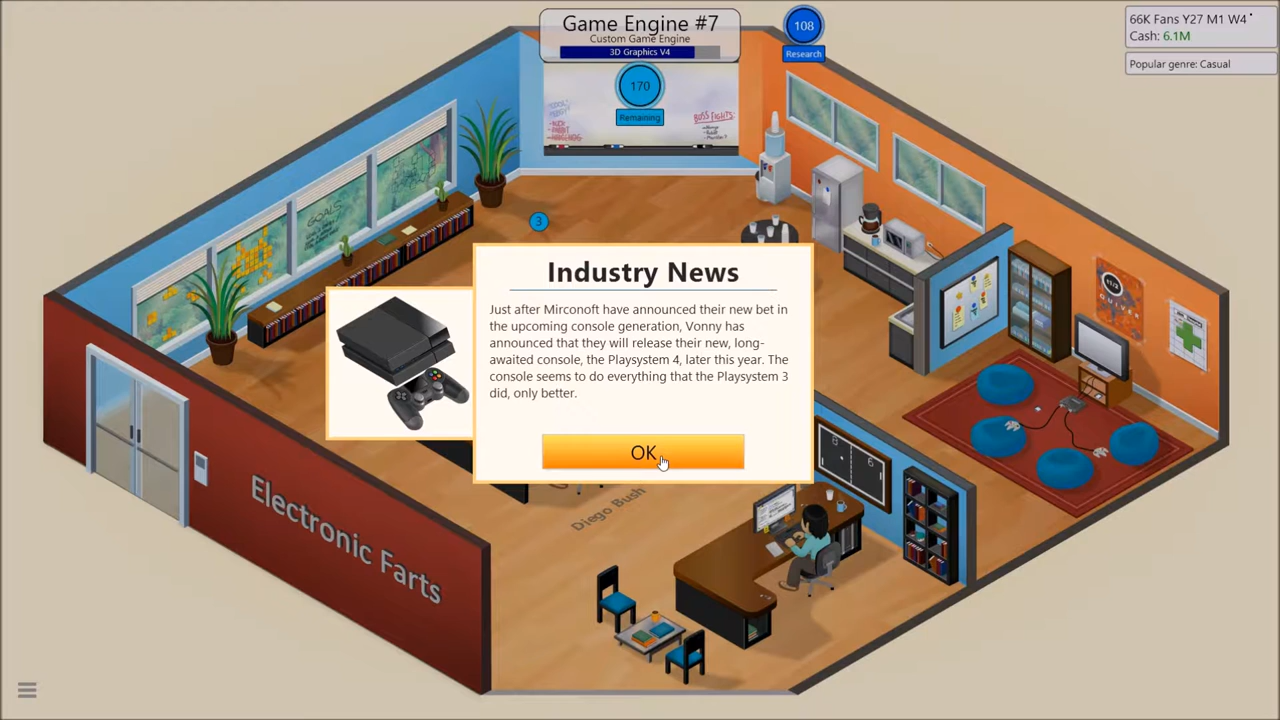 Game Engine #7
Custom Game Engine
3D Graphics V4
170
Remaining
108
Research
66K Fans Y27 M1 W4
Cash: 6.1M
Popular genre: Casual
BOSS FIGHTS:
GOALS
3
Industry News
Just after Mirconoft have announced their new bet in
the upcoming console generation, Vonny has
announced that they will release their new, long-
awaited console, the Playsystem 4, later this year. The
console seems to do everything that the Playsystem 3
did, only better.
OK
Diego Bush
Electronic Farts